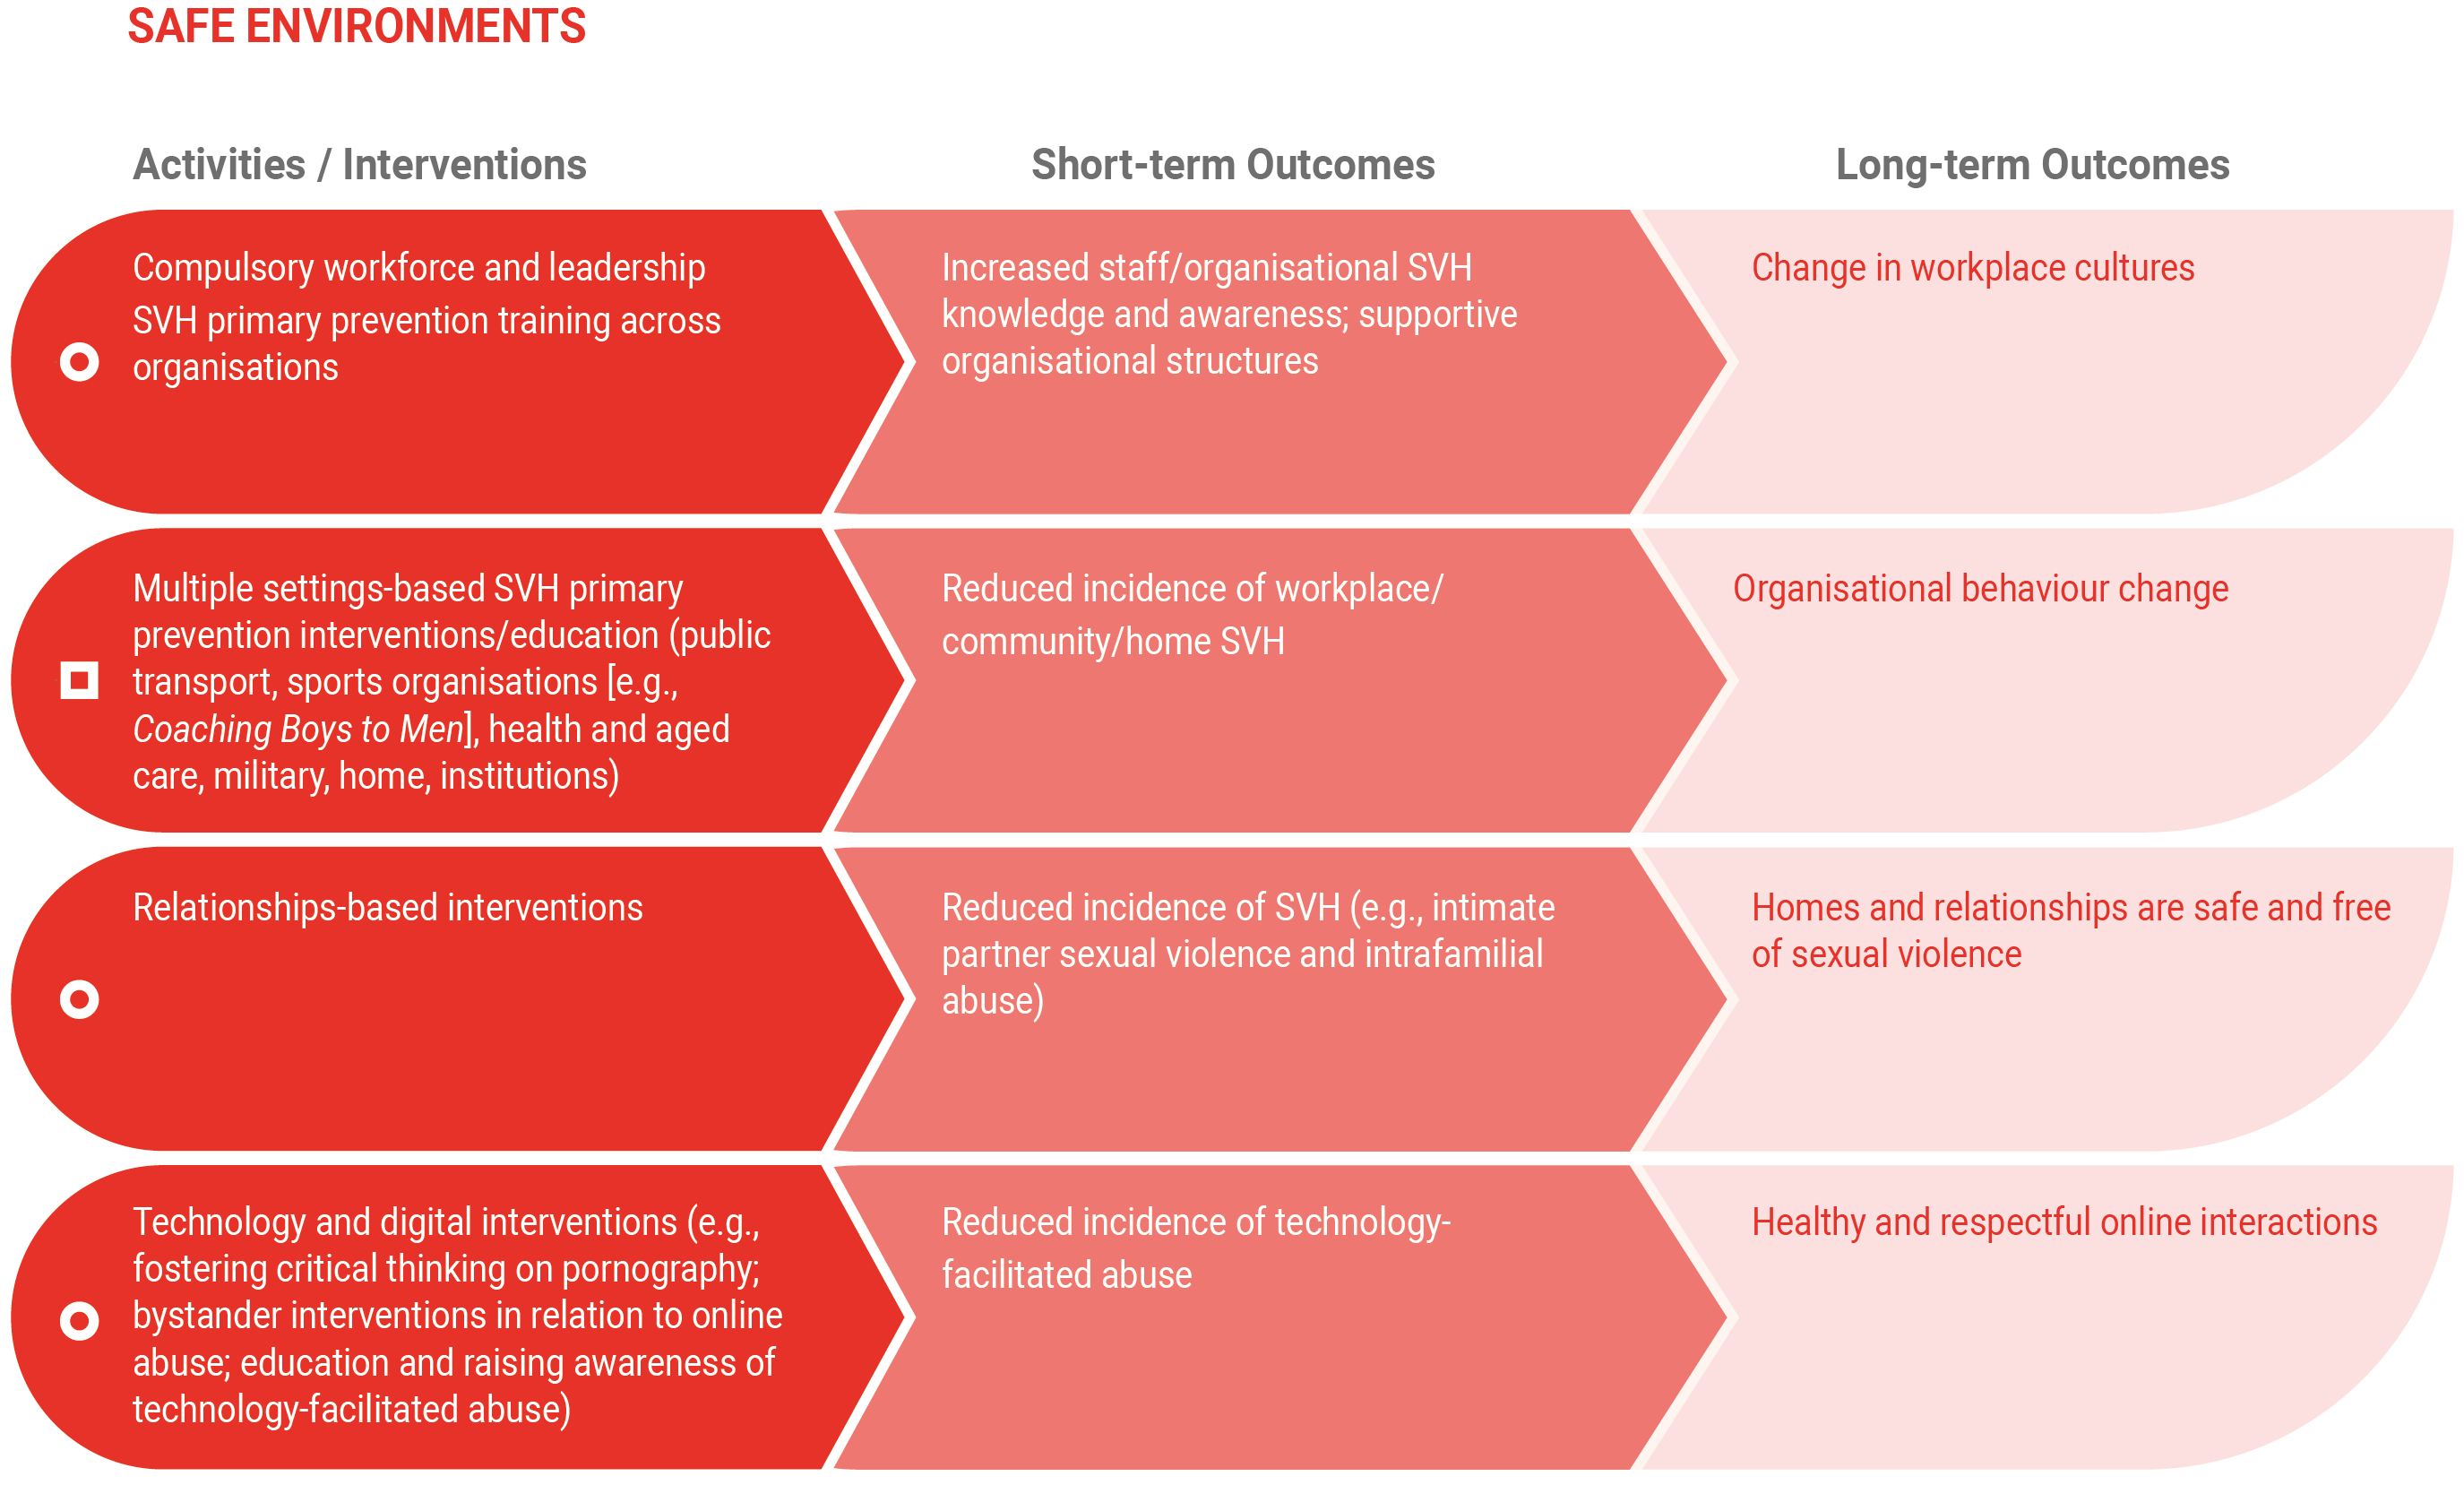 SAFE ENVIRONMENTS
Activities / Interventions
Short-term Outcomes
Long-term Outcomes
Compulsory workforce and leadership
SVH primary prevention training across
organisations
Increased staff/organisational SVH
knowledge and awareness; supportive
organisational structures
Change in workplace cultures
Multiple settings-based SVH primary
prevention interventions/education (public
transport, sports organisations [e.g.,
Coaching Boys to Men], health and aged
care, military, home, institutions)
Reduced incidence of workplace/
community/home SVH
Organisational behaviour change
Relationships-based interventions
Reduced incidence of SVH (e.g., intimate
partner sexual violence and intrafamilial
abuse)
Homes and relationships are safe and free
of sexual violence
Technology and digital interventions (e.g.,
fostering critical thinking on pornography;
bystander interventions in relation to online
abuse; education and raising awareness of
technology-facilitated abuse)
Reduced incidence of technology-
facilitated abuse
Healthy and respectful online interactions